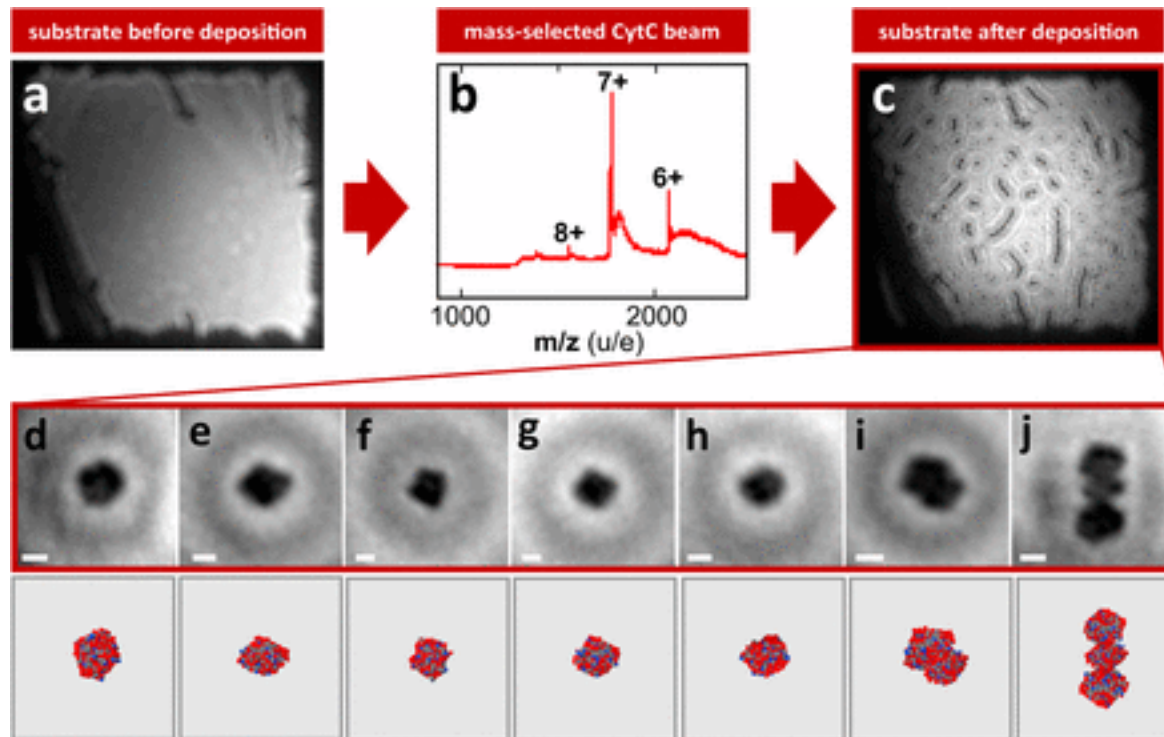 substrate before deposition
mass-selected CytC beam
substrate after deposition
a
b
c
7+
8+
6+
1000
2000
m/z (u/e)
d
e
f
g
h
i
j